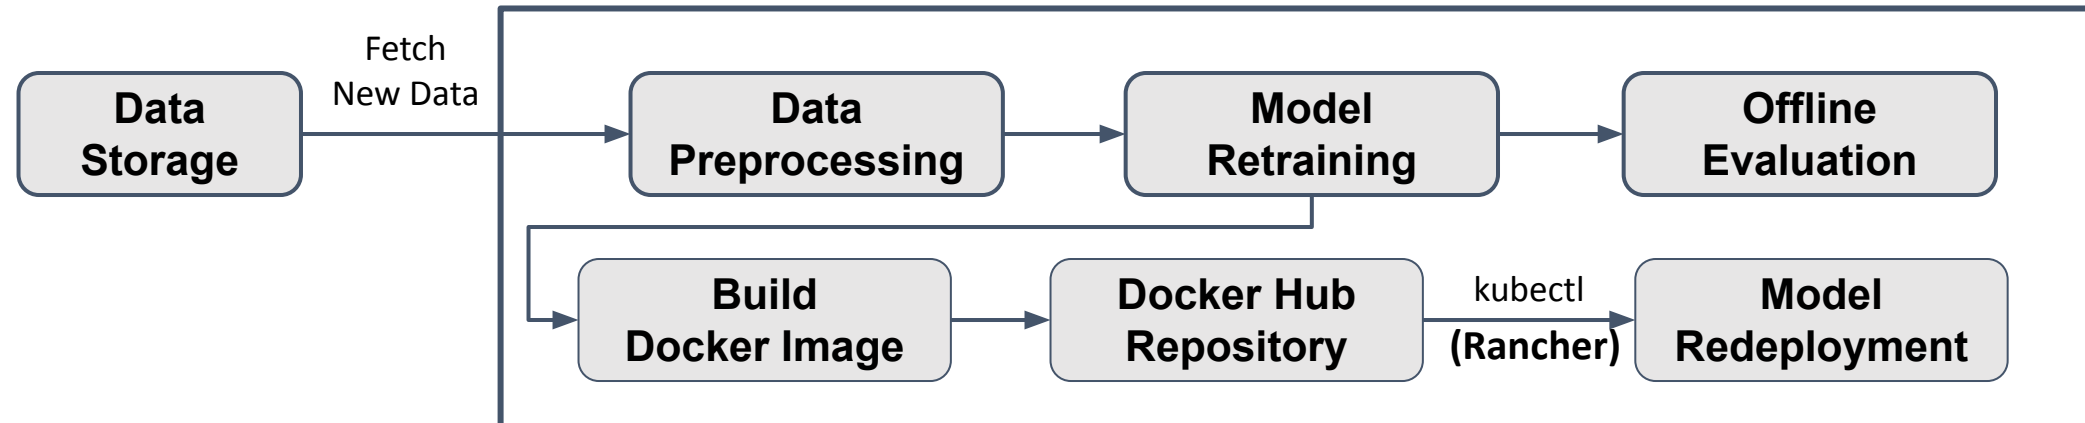 Fetch
New Data
Data
Storage
Data
Preprocessing
Model
Retraining
Offline
Evaluation
Build
Docker Image
Docker Hub
Repository
kubectl
(Rancher)
Model
Redeployment